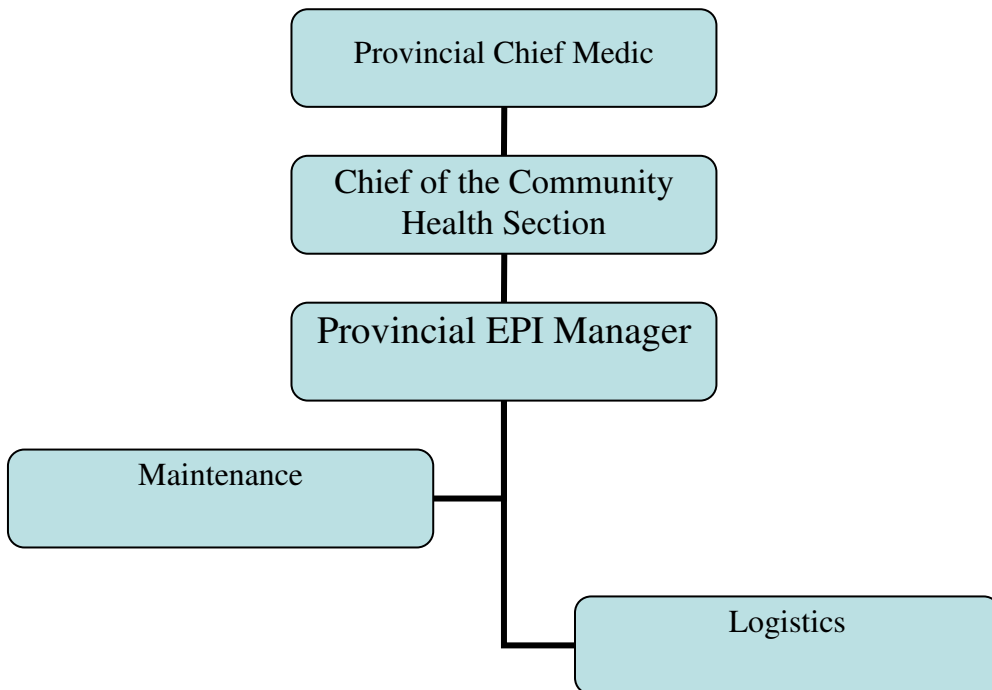 Provincial Chief Medic
Chief of the Community
Health Section
Provincial EPI Manager
Maintenance
Logistics